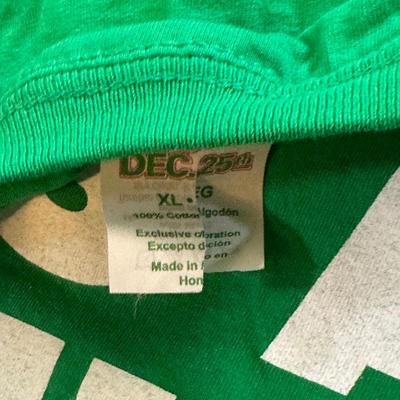 DEC. 25th
XL • EG
100% Cotton Algodón
Exclusive of
Excepto d
Made in
Hon